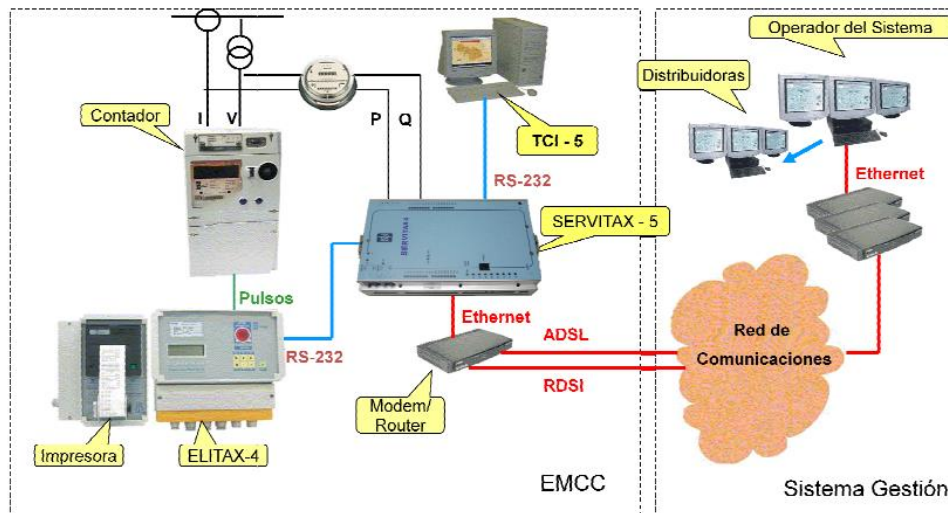 Operador del Sistema
Distribuidoras
Contador
I
V
P
Q
TCI - 5
RS-232
Ethernet
SERVITAX - 5
Pulsos
Ethernet
RS-232
ADSL
RDSI
Red de
Comunicaciones
Modem/
Router
Impresora
ELITAX-4
EMCC
Sistema Gestión